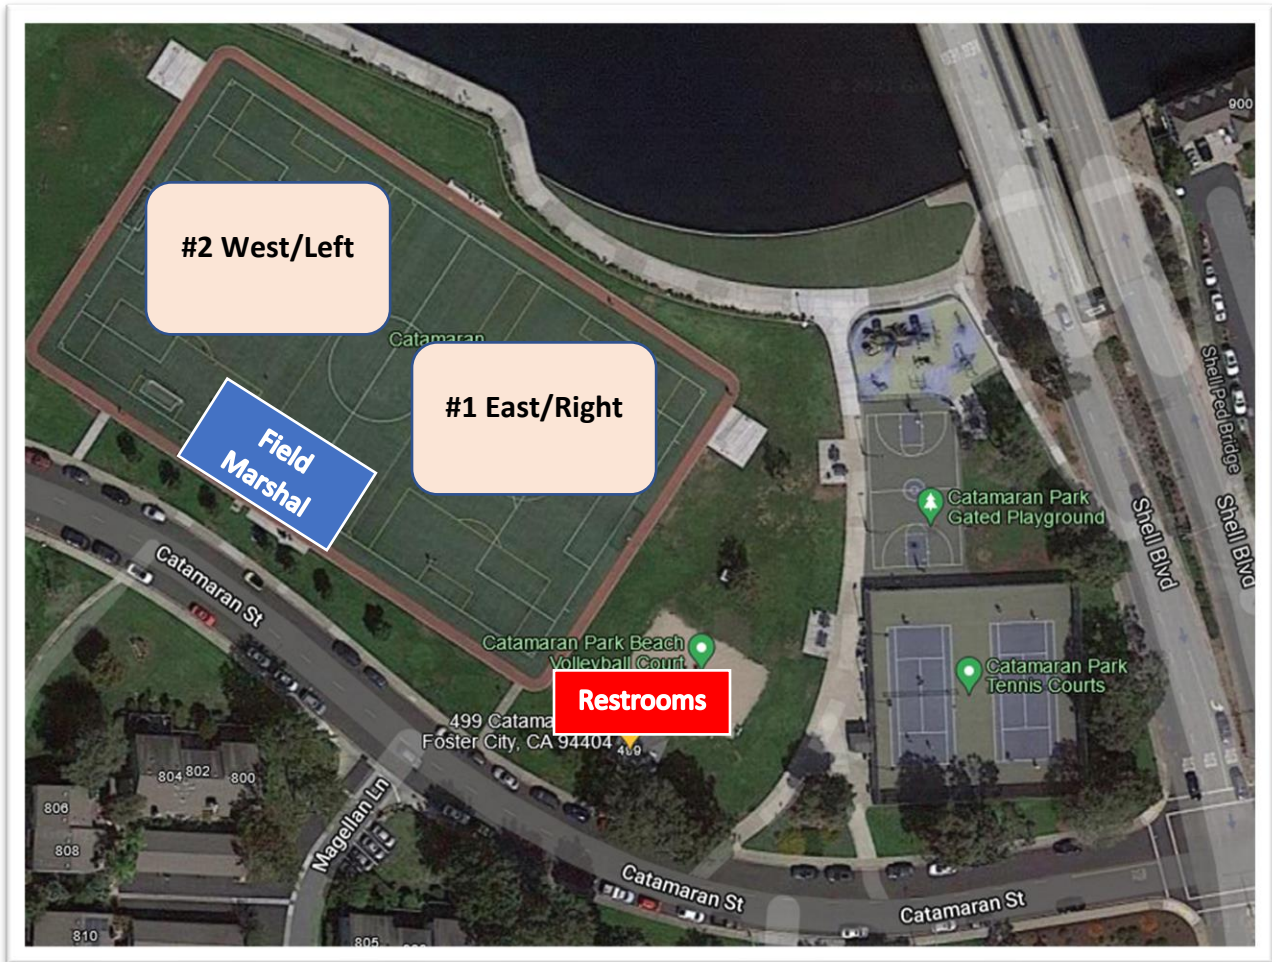 900
#2 West/Left
Catamaran
#1 East/Right
Field
Marshal
Shell Ped Bridge
Catamaran Park
Gated Playground
Shell Blvd
Shell Blvd
Catamaran St
Catamaran Park Beach
Volleyball Court
Catamaran Park
Tennis Courts
Restrooms
499 Catama
Foster City, CA 94404
499
804
802
800
806
808
Magellan Ln
Catamaran St
Catamaran St
810
805